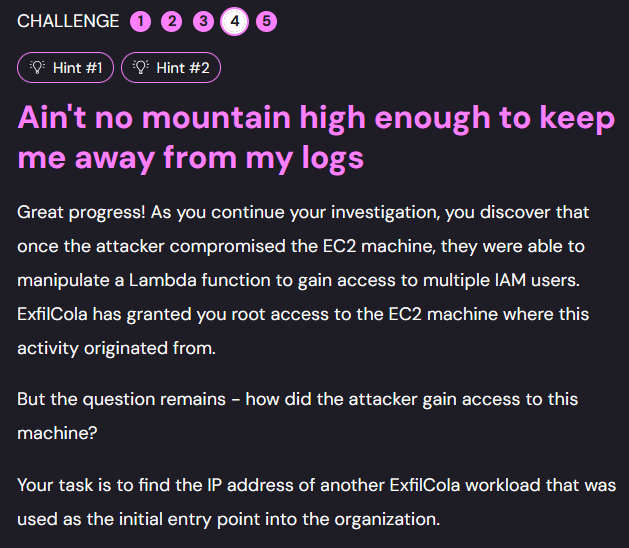 CHALLENGE 1 2 3 4 5
Hint #1 Hint #2
Ain't no mountain high enough to keep
me away from my logs
Great progress! As you continue your investigation, you discover that
once the attacker compromised the EC2 machine, they were able to
manipulate a Lambda function to gain access to multiple IAM users.
ExfilCola has granted you root access to the EC2 machine where this
activity originated from.
But the question remains - how did the attacker gain access to this
machine?
Your task is to find the IP address of another ExfilCola workload that was
used as the initial entry point into the organization.